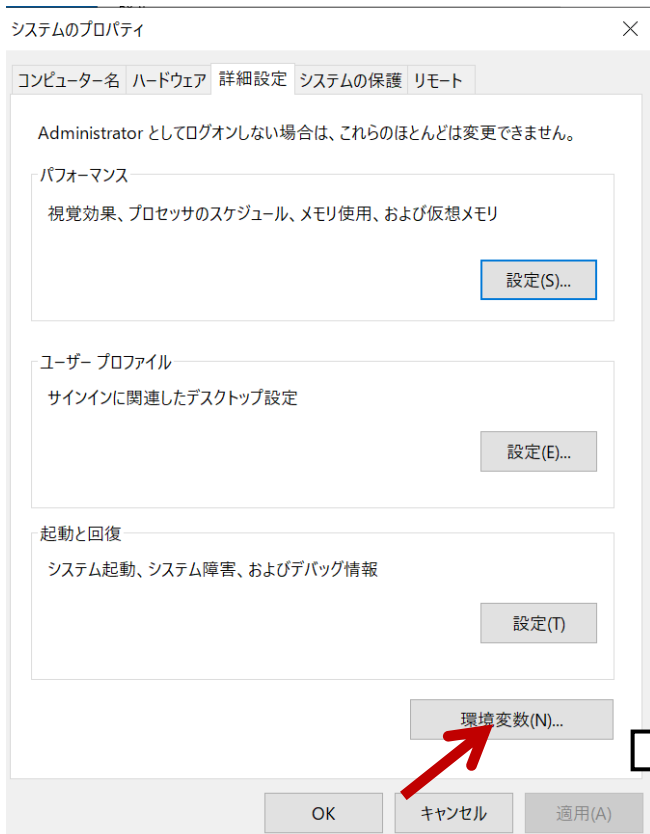 システムのプロパティ
コンピューター名 ハードウェア 詳細設定 システムの保護 リモート
Administrator としてログオンしない場合は、これらのほとんどは変更できません。
パフォーマンス
視覚効果、プロセッサのスケジュール、メモリ使用、および仮想メモリ
設定(S)...
ユーザー プロファイル
サインインに関連したデスクトップ設定
設定(E)...
起動と回復
システム起動、システム障害、およびデバッグ情報
設定(T)
環境変数(N)...
OK キャンセル 適用(A)